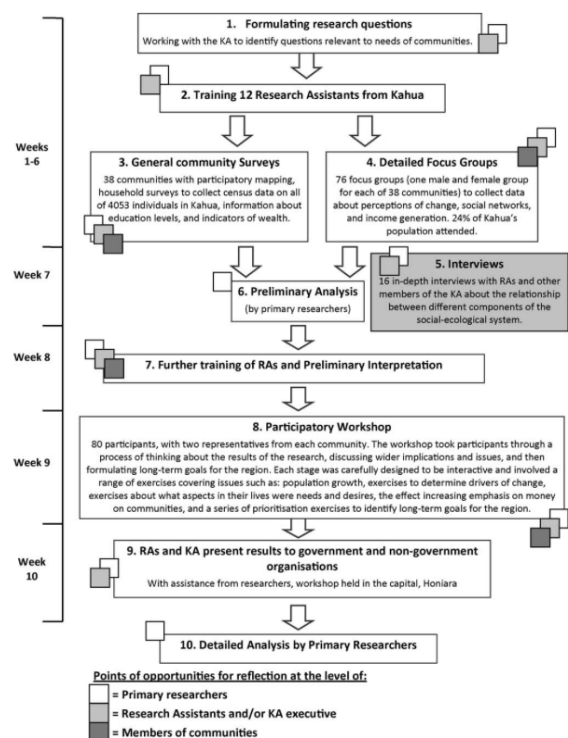 1. Formulating research questions
Working with the KA to identify questions relevant to needs of communities.
2. Training 12 Research Assistants from Kahua
Weeks
1-6
3. General community Surveys
38 communities with participatory mapping,
household surveys to collect census data on all
of 4053 individuals in Kahua, information about
education levels, and indicators of wealth.
4. Detailed Focus Groups
76 focus groups (one male and female group
for each of 38 communities) to collect data
about perceptions of change, social networks,
and income generation. 24% of Kahua's
population attended.
Week 7
5. Interviews
16 in-depth interviews with RAs and other
members of the KA about the relationship
between different components of the
social-ecological system.
6. Preliminary Analysis
(by primary researchers)
Week 8
7. Further training of RAs and Preliminary Interpretation
Week 9
8. Participatory Workshop
80 participants, with two representatives from each community. The workshop took participants through a
process of thinking about the results of the research, discussing wider implications and issues, and then
formulating long-term goals for the region. Each stage was carefully designed to be interactive and involved a
range of exercises covering issues such as: population growth, exercises to determine drivers of change,
exercises about what aspects in their lives were needs and desires, the effect increasing emphasis on money
on communities, and a series of prioritisation exercises to identify long-term goals for the region.
Week
10
9. RAs and KA present results to government and non-government
organisations
With assistance from researchers, workshop held in the capital, Honiara
10. Detailed Analysis by Primary Researchers
Points of opportunities for reflection at the level of:
= Primary researchers
= Research Assistants and/or KA executive
= Members of communities